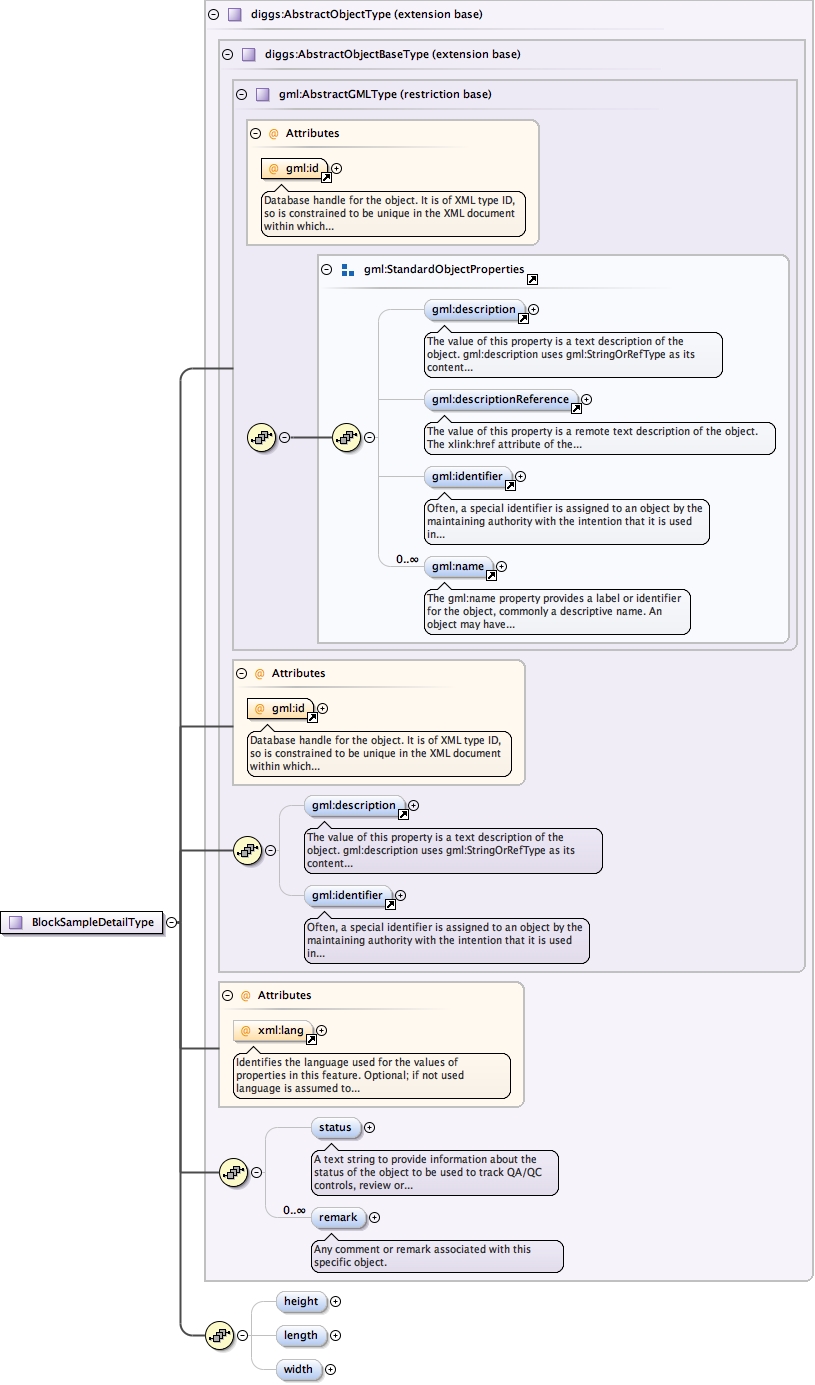 diggs:AbstractObjectType (extension base)
diggs:AbstractObjectBaseType (extension base)
gml:AbstractGMLType (restriction base)
@ Attributes
@ gml:id
Database handle for the object. It is of XML type ID,
so is constrained to be unique in the XML document
within which...
gml:StandardObjectProperties
gml:description
The value of this property is a text description of the
object. gml:description uses gml:StringOrRefType as its
content...
gml:descriptionReference
The value of this property is a remote text description of the object.
The xlink:href attribute of the...
gml:identifier
Often, a special identifier is assigned to an object by the
maintaining authority with the intention that it is used
in...
0..∞
gml:name
The gml:name property provides a label or identifier
for the object, commonly a descriptive name. An
object may have...
@ Attributes
@ gml:id
Database handle for the object. It is of XML type ID,
so is constrained to be unique in the XML document
within which...
gml:description
The value of this property is a text description of the
object. gml:description uses gml:StringOrRefType as its
content...
gml:identifier
Often, a special identifier is assigned to an object by the
maintaining authority with the intention that it is used
in...
BlockSampleDetailType
@ Attributes
@ xml:lang
Identifies the language used for the values of
properties in this feature. Optional; if not used
language is assumed to...
status
A text string to provide information about the
status of the object to be used to track QA/QC
controls, review or...
0..∞
remark
Any comment or remark associated with this
specific object.
height
length
width